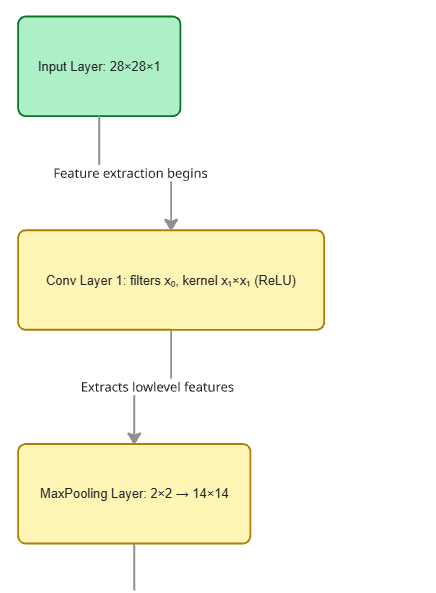 Input Layer: 28×28×1
Feature extraction begins
Conv Layer 1: filters x₀, kernel x₁×x₁ (ReLU)
Extracts lowlevel features
MaxPooling Layer: 2×2 → 14×14